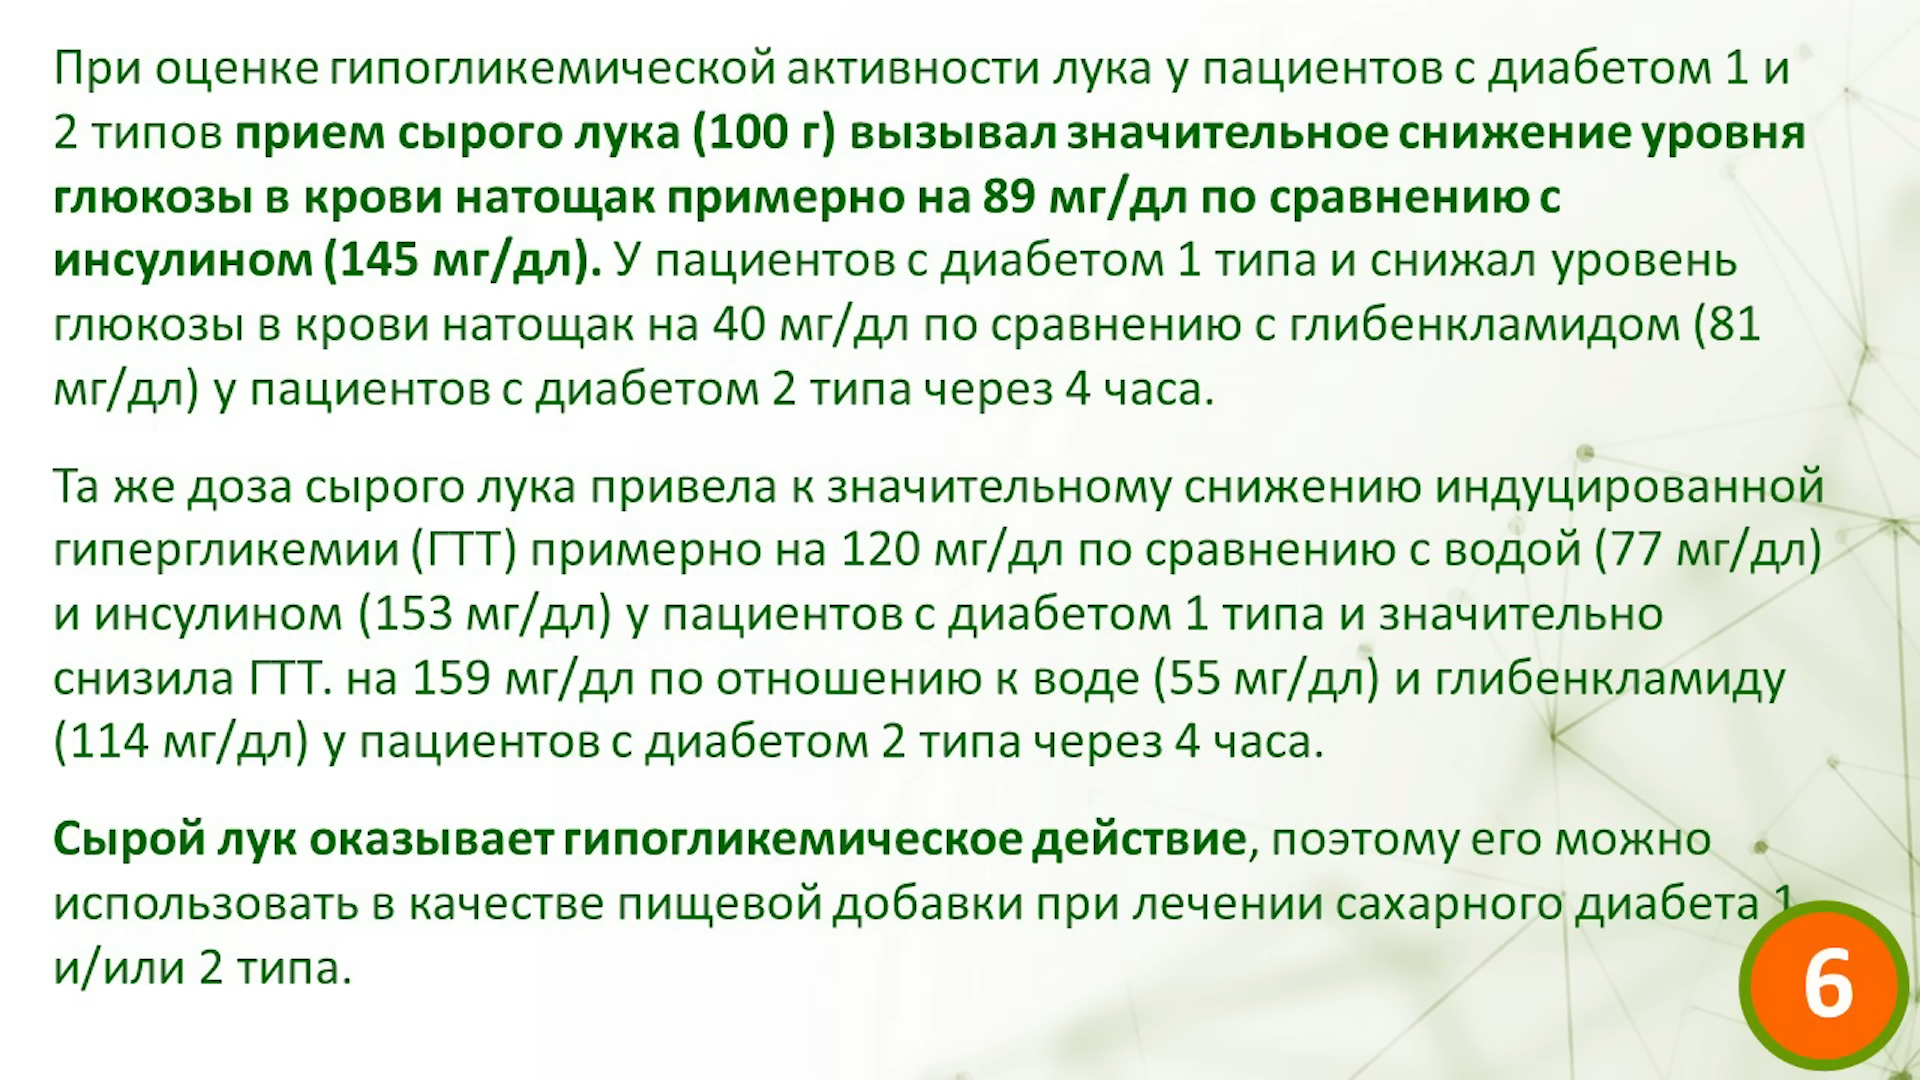 При оценке гипогликемической активности лука у пациентов с диабетом 1 и
2 типов прием сырого лука (100 г) вызывал значительное снижение уровня
глюкозы в крови натощак примерно на 89 мг/дл по сравнению с
инсулином (145 мг/дл). У пациентов с диабетом 1 типа и снижал уровень
глюкозы в крови натощак на 40 мг/дл по сравнению с глибенкламидом (81
мг/дл) у пациентов с диабетом 2 типа через 4 часа.
Та же доза сырого лука привела к значительному снижению индуцированной
гипергликемии (ГТТ) примерно на 120 мг/дл по сравнению с водой (77 мг/дл)
и инсулином (153 мг/дл) у пациентов с диабетом 1 типа и значительно
снизила ГТТ. на 159 мг/дл по отношению к воде (55 мг/дл) и глибенкламиду
(114 мг/дл) у пациентов с диабетом 2 типа через 4 часа.
Сырой лук оказывает гипогликемическое действие, поэтому его можно
использовать в качестве пищевой добавки при лечении сахарного диабета 1
и/или 2 типа.
6